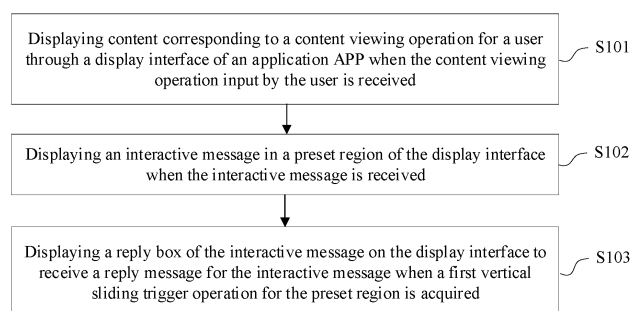 Displaying content corresponding to a content viewing operation for a user
through a display interface of an application APP when the content viewing
operation input by the user is received
S101
Displaying an interactive message in a preset region of the display interface
when the interactive message is received
S102
Displaying a reply box of the interactive message on the display interface to
receive a reply message for the interactive message when a first vertical
sliding trigger operation for the preset region is acquired
S103